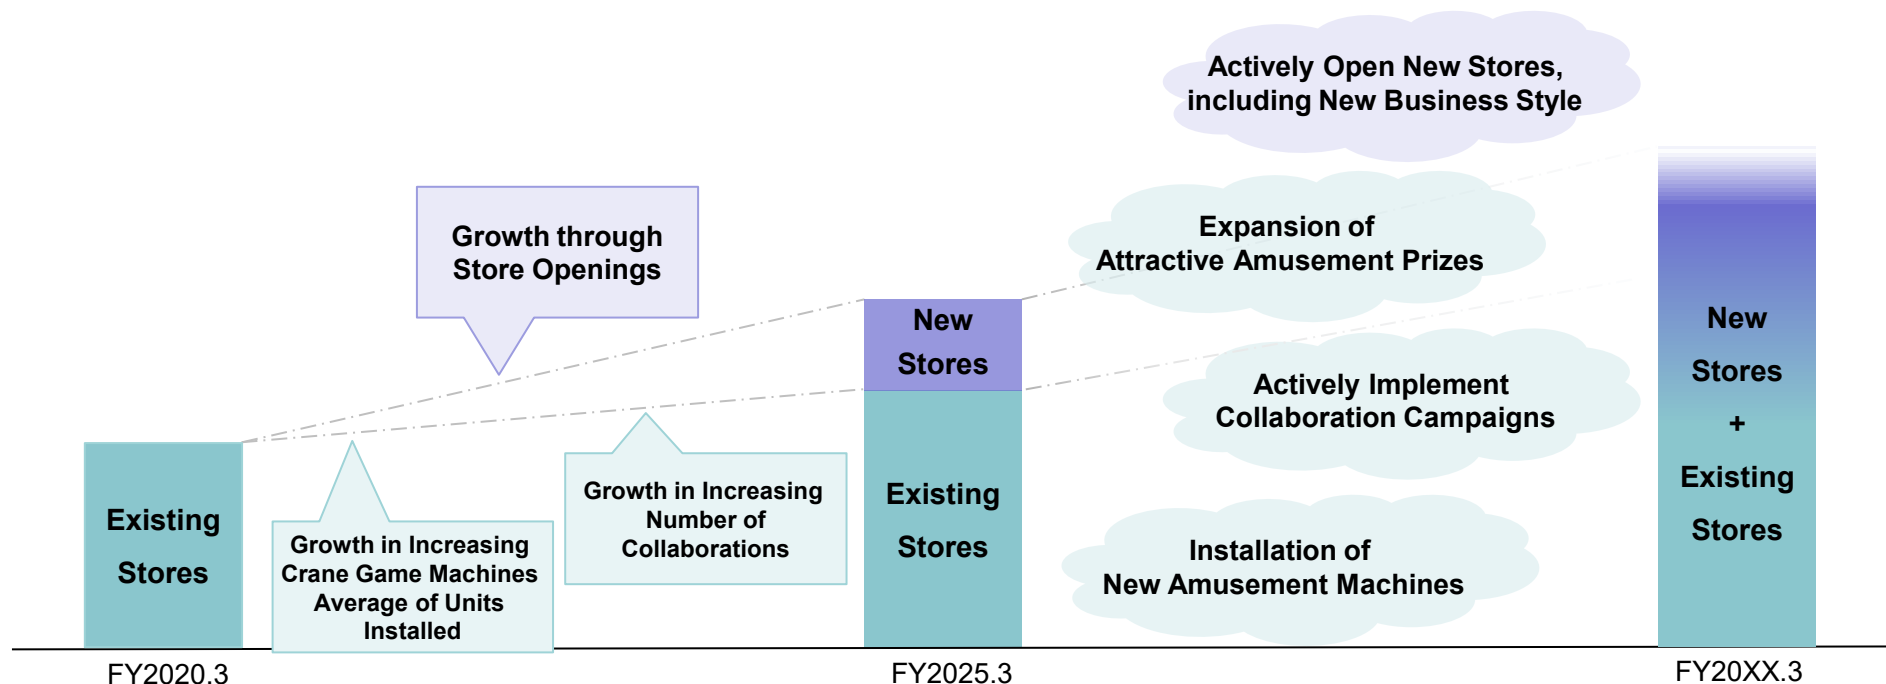 Actively Open New Stores,
including New Business Style
Growth through
Store Openings
Expansion of
Attractive Amusement Prizes
New
Stores
Existing
Stores
New
Stores
+
Existing
Stores
Actively Implement
Collaboration Campaigns
Existing
Stores
Growth in Increasing
Crane Game Machines
Average of Units
Installed
Growth in Increasing
Number of
Collaborations
Installation of
New Amusement Machines
FY2020.3
FY2025.3
FY20XX.3